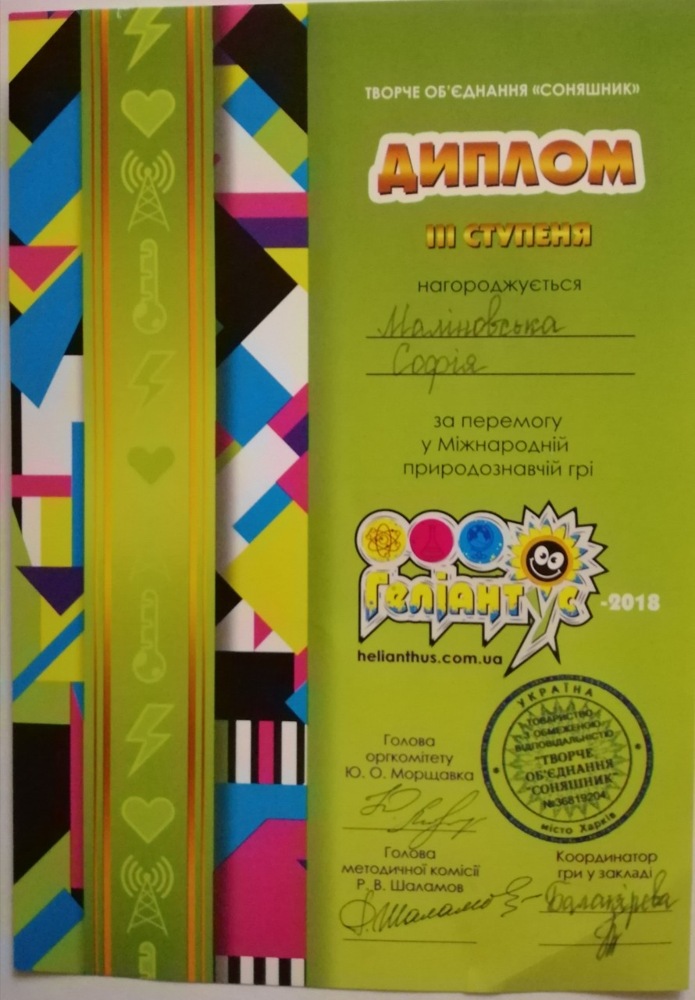 ТВОРЧЕ ОБ'ЄДНАННЯ «СОНЯШНИК»
ДИПЛОМ
ІІІ СТУПЕНЯ
нагороджується
Маліновська
Софія
за перемогу
у Міжнародній
природознавчій грі
Геліантус
-2018
helianthus.com.ua
Голова
оргкомітету
Ю. О. Морщавка
УКРАЇНА
ТОВАРИСТВО
З ОБМЕЖЕНОЮ
ВІДПОВІДАЛЬНІСТЮ
"ТВОРЧЕ
ОБ'ЄДНАННЯ
"СОНЯШНИК"
№36819204
місто Харків
Голова
методичної комісії
Р. В. Шаламов
Шаламов
Координатор
гри у закладі
Балагірева